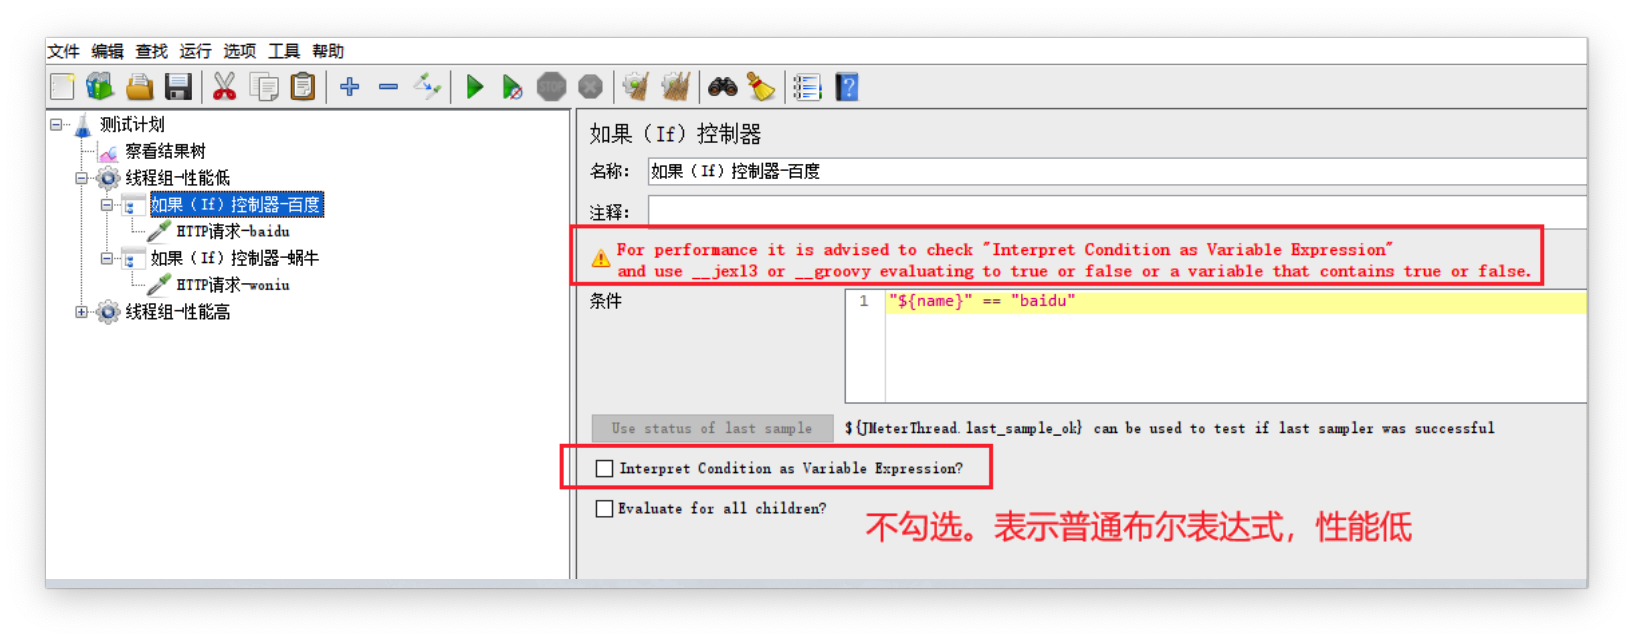 文件 编辑 查找 运行 选项 工具 帮助
STOP
测试计划
察看结果树
线程组-性能低
如果（If）控制器-百度
HTTP请求-baidu
如果（If）控制器-蜗牛
HTTP请求-woniu
线程组-性能高
如果（If）控制器
名称： 如果（If）控制器-百度
注释：
For performance it is advised to check "Interpret Condition as Variable Expression"
and use __jexl3 or __groovy evaluating to true or false or a variable that contains true or false.
条件
1 "${name}" == "baidu"
Use status of last sample ${JMeterThread.last_sample_ok} can be used to test if last sampler was successful
Interpret Condition as Variable Expression?
Evaluate for all children?
不勾选。表示普通布尔表达式，性能低